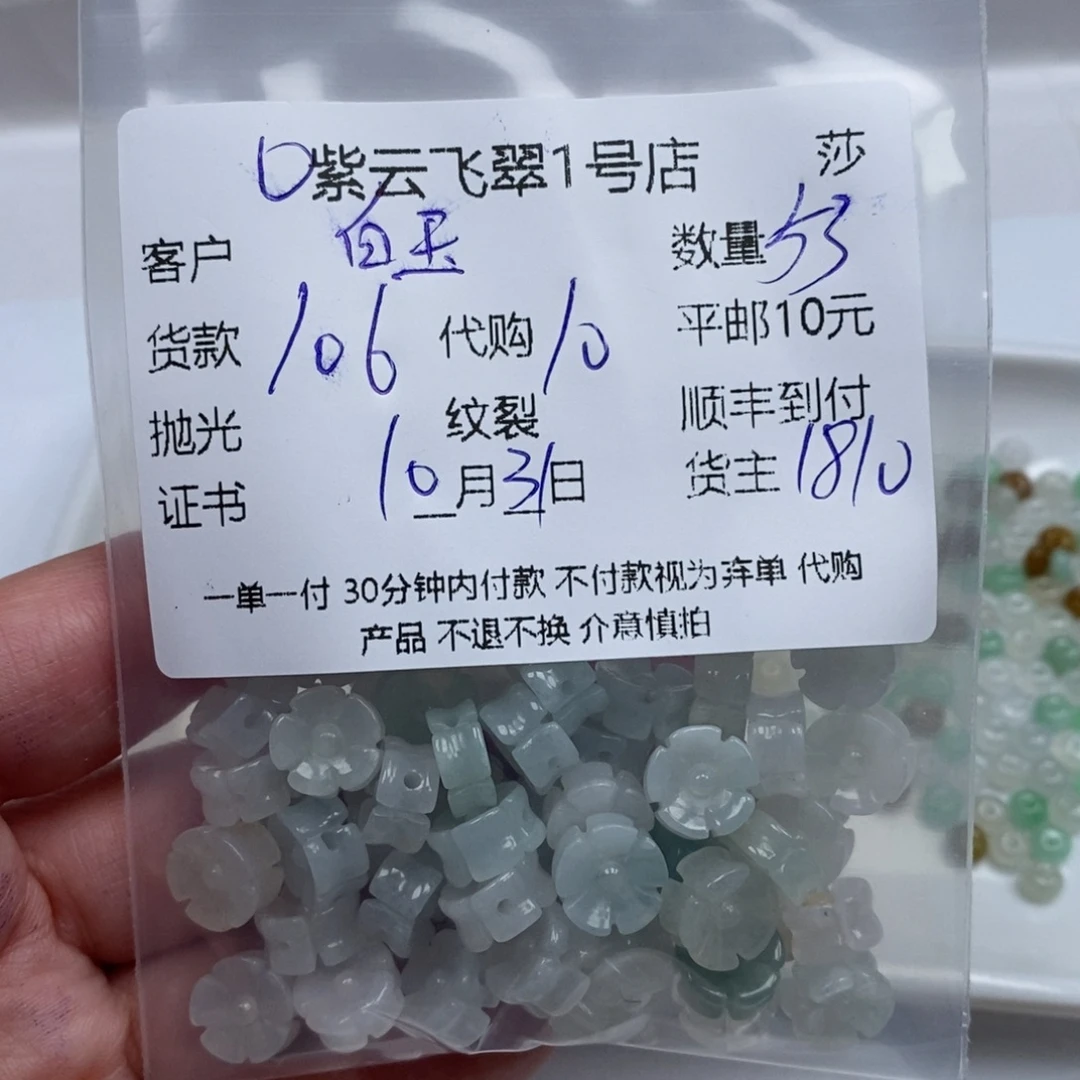 紫云飞翠1号店 莎
客户 白玉 数量 53
货款 106 代购 10 平邮10元
抛光 纹裂 顺丰到付
证书 10月31日 货主 1810
一单一付 30分钟内付款 不付款视为弃单 代购
产品 不退不换 介意慎拍